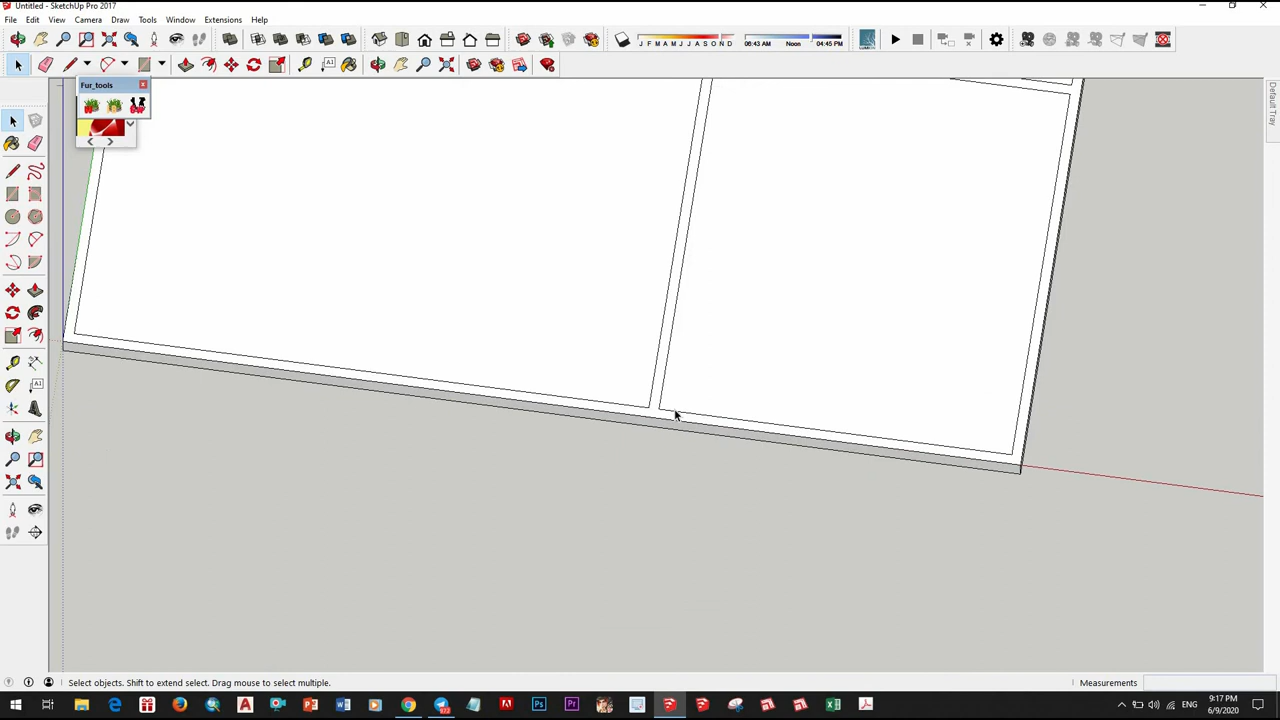 Untitled - SketchUp Pro 2017
File Edit View Camera Draw Tools Window Extensions Help
J F M A M J J A S O N D
06:43 AM Noon 04:45 PM
Fur_tools
Default Tray
Select objects. Shift to extend select. Drag mouse to select multiple.
Measurements
ENG
9:17 PM
6/9/2020